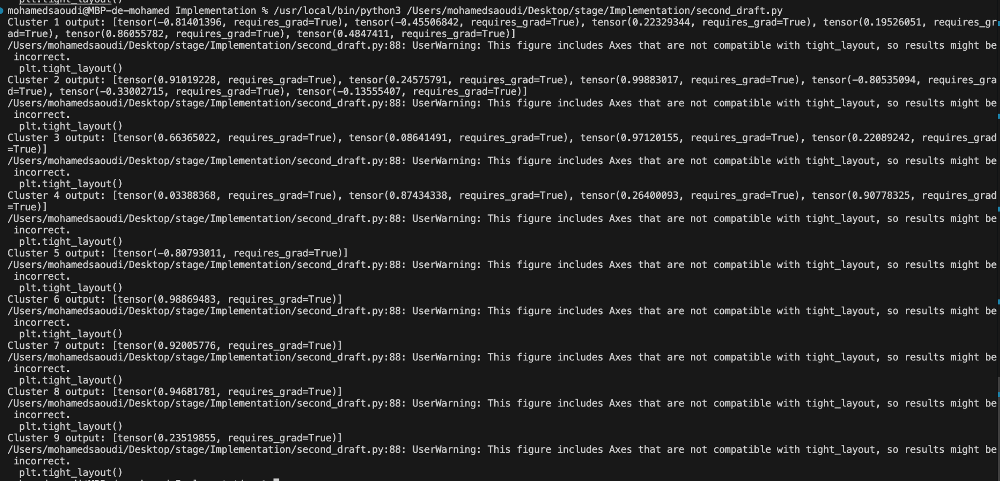 mohamedsaoudi@MBP-de-mohamed Implementation % /usr/local/bin/python3 /Users/mohamedsaoudi/Desktop/stage/Implementation/second_draft.py
Cluster 1 output: [tensor(-0.81401396, requires_grad=True), tensor(-0.45506842, requires_grad=True), tensor(0.22329344, requires_grad=True), tensor(0.19526051, requires_gr
ad=True), tensor(0.86055782, requires_grad=True), tensor(0.4847411, requires_grad=True)]
/Users/mohamedsaoudi/Desktop/stage/Implementation/second_draft.py:88: UserWarning: This figure includes Axes that are not compatible with tight_layout, so results might be
incorrect.
plt.tight_layout()
Cluster 2 output: [tensor(0.91019228, requires_grad=True), tensor(0.24575791, requires_grad=True), tensor(0.99883017, requires_grad=True), tensor(-0.80535094, requires_gra
d=True), tensor(-0.33002715, requires_grad=True), tensor(-0.13555407, requires_grad=True)]
/Users/mohamedsaoudi/Desktop/stage/Implementation/second_draft.py:88: UserWarning: This figure includes Axes that are not compatible with tight_layout, so results might be
incorrect.
plt.tight_layout()
Cluster 3 output: [tensor(0.66365022, requires_grad=True), tensor(0.08641491, requires_grad=True), tensor(0.97120155, requires_grad=True), tensor(0.22089242, requires_grad
=True)]
/Users/mohamedsaoudi/Desktop/stage/Implementation/second_draft.py:88: UserWarning: This figure includes Axes that are not compatible with tight_layout, so results might be
incorrect.
plt.tight_layout()
Cluster 4 output: [tensor(0.03388368, requires_grad=True), tensor(0.87434338, requires_grad=True), tensor(0.26400093, requires_grad=True), tensor(0.90778325, requires_grad
=True)]
/Users/mohamedsaoudi/Desktop/stage/Implementation/second_draft.py:88: UserWarning: This figure includes Axes that are not compatible with tight_layout, so results might be
incorrect.
plt.tight_layout()
Cluster 5 output: [tensor(-0.80793011, requires_grad=True)]
/Users/mohamedsaoudi/Desktop/stage/Implementation/second_draft.py:88: UserWarning: This figure includes Axes that are not compatible with tight_layout, so results might be
incorrect.
plt.tight_layout()
Cluster 6 output: [tensor(0.98869483, requires_grad=True)]
/Users/mohamedsaoudi/Desktop/stage/Implementation/second_draft.py:88: UserWarning: This figure includes Axes that are not compatible with tight_layout, so results might be
incorrect.
plt.tight_layout()
Cluster 7 output: [tensor(0.92005776, requires_grad=True)]
/Users/mohamedsaoudi/Desktop/stage/Implementation/second_draft.py:88: UserWarning: This figure includes Axes that are not compatible with tight_layout, so results might be
incorrect.
plt.tight_layout()
Cluster 8 output: [tensor(0.94681781, requires_grad=True)]
/Users/mohamedsaoudi/Desktop/stage/Implementation/second_draft.py:88: UserWarning: This figure includes Axes that are not compatible with tight_layout, so results might be
incorrect.
plt.tight_layout()
Cluster 9 output: [tensor(0.23519855, requires_grad=True)]
/Users/mohamedsaoudi/Desktop/stage/Implementation/second_draft.py:88: UserWarning: This figure includes Axes that are not compatible with tight_layout, so results might be
incorrect.
plt.tight_layout()